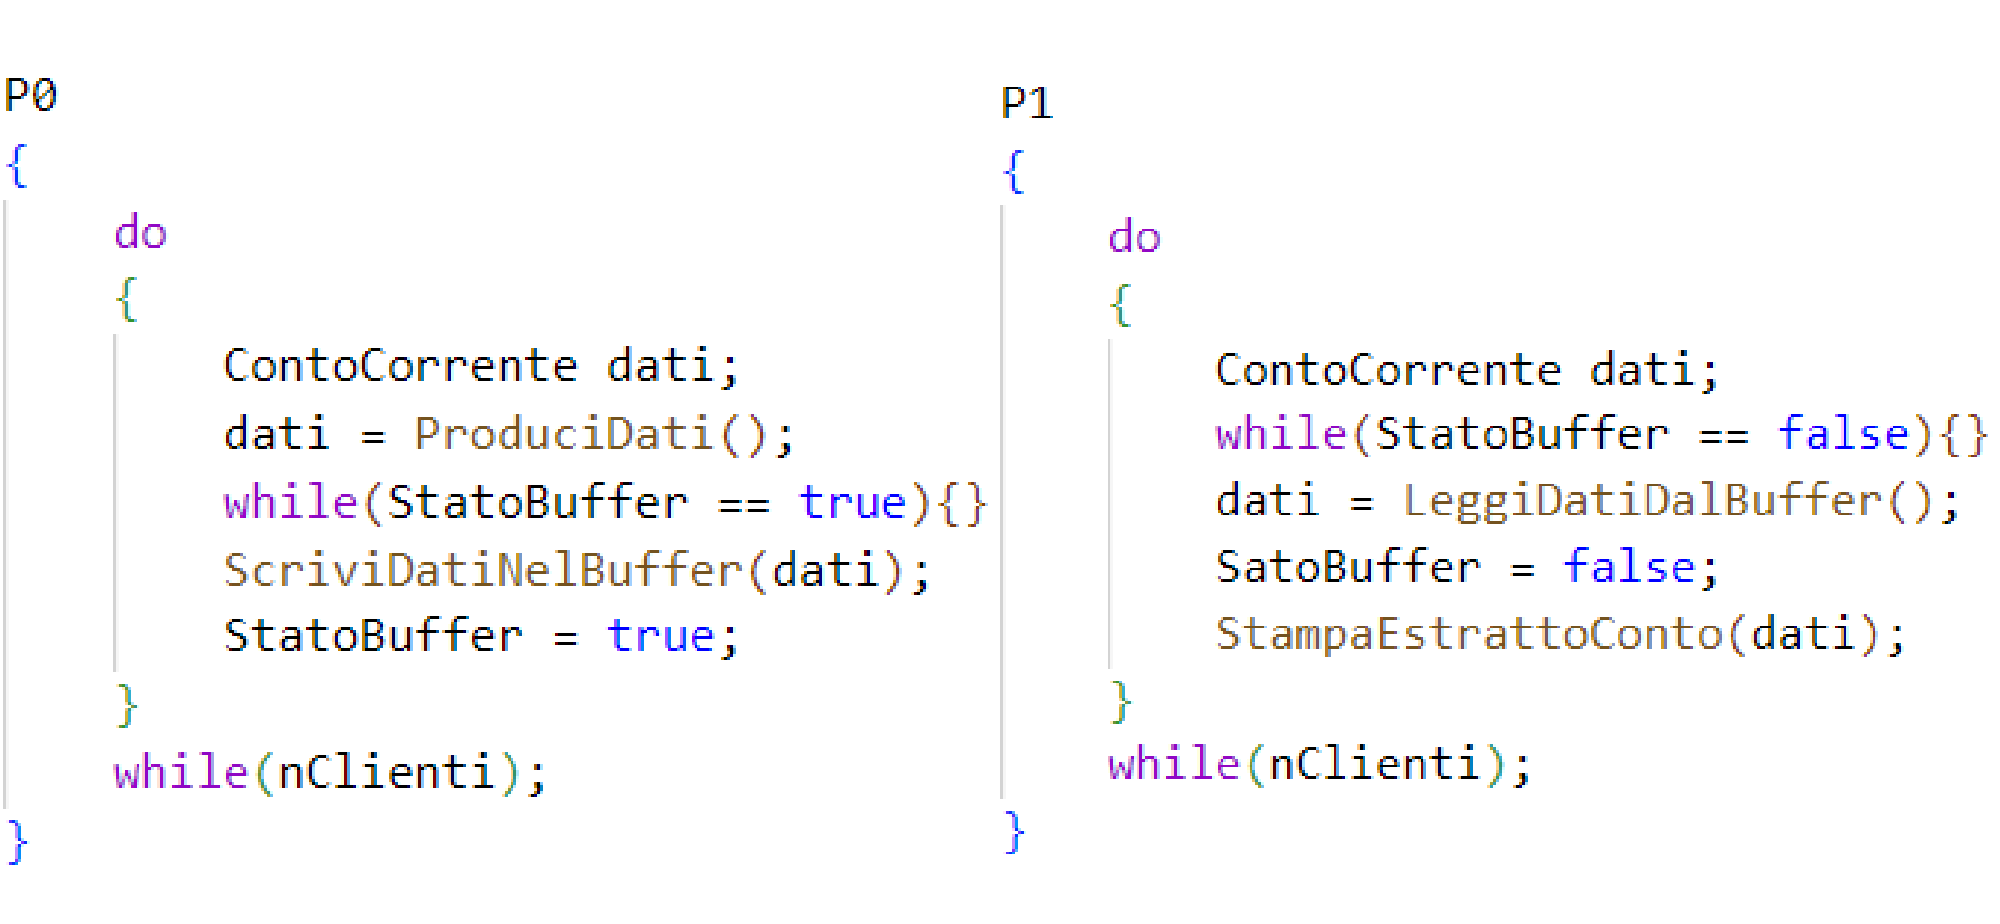 P0
{
do
{
ContoCorrente dati;
dati = ProduciDati();
while(StatoBuffer == true){}
ScriviDatiNelBuffer(dati);
StatoBuffer = true;
}
while(nClienti);
}
P1
{
do
{
ContoCorrente dati;
while(StatoBuffer == false){}
dati = LeggiDatiDalBuffer();
SatoBuffer = false;
StampaEstrattoConto(dati);
}
while(nClienti);
}